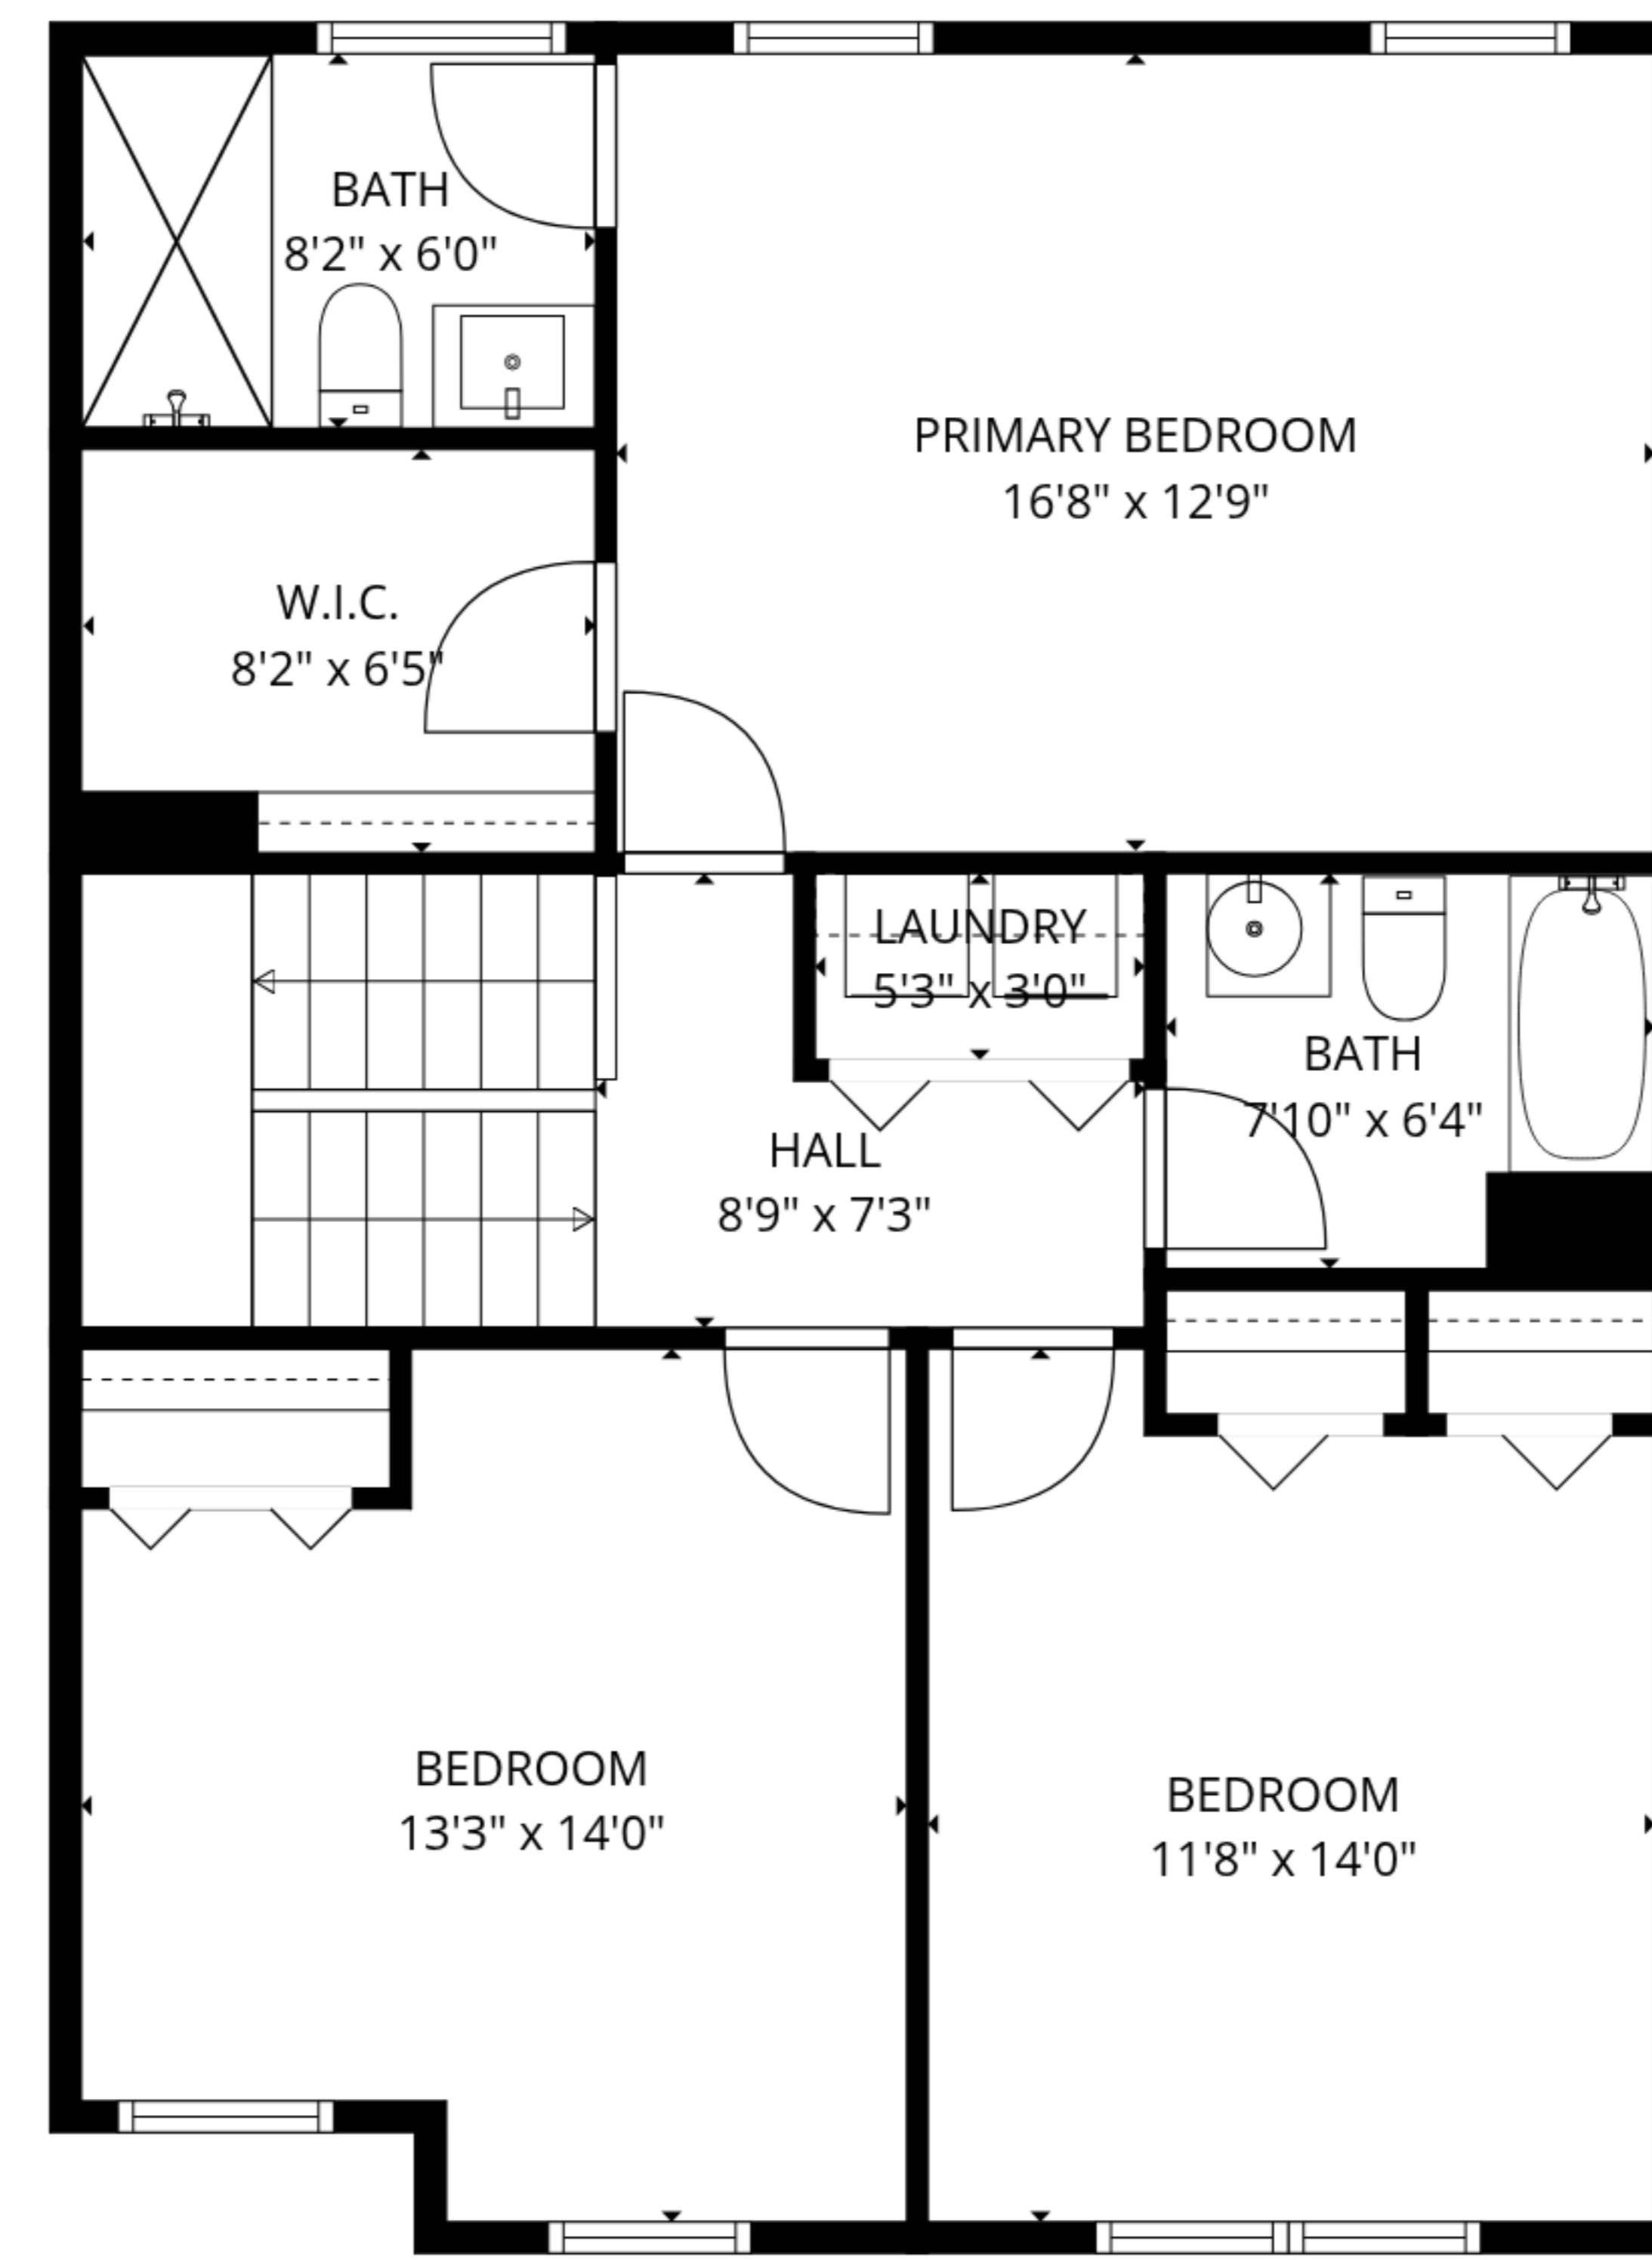 BATH
8'2" x 6'0"
PRIMARY BEDROOM
16'8" x 12'9"
W.I.C.
8'2" x 6'5"
LAUNDRY
5'3" x 3'0"
BATH
7'10" x 6'4"
HALL
8'9" x 7'3"
BEDROOM
13'3" x 14'0"
BEDROOM
11'8" x 14'0"